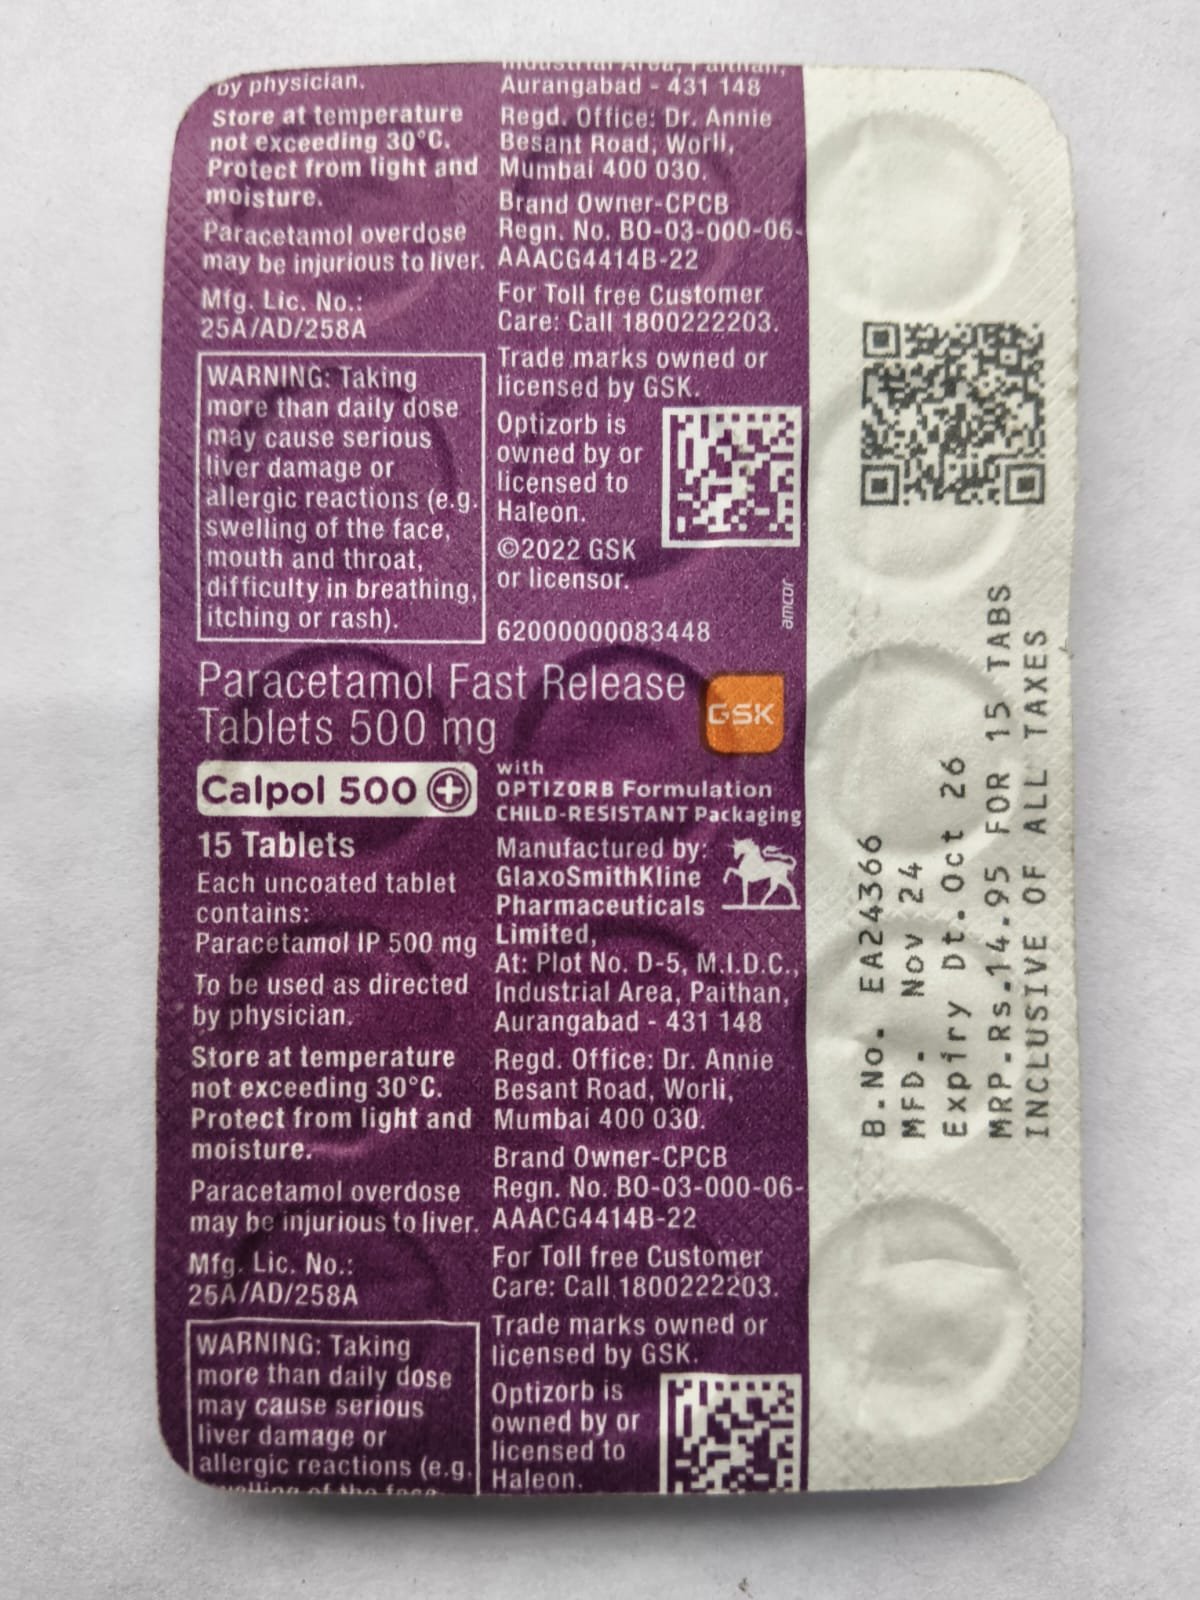 by physician.
Store at temperature
not exceeding 30°C.
Protect from light and
moisture.
Paracetamol overdose
may be injurious to liver.
Mfg. Lic. No.:
25A/AD/258A
WARNING: Taking
more than daily dose
may cause serious
liver damage or
allergic reactions (e.g.
swelling of the face,
mouth and throat,
difficulty in breathing,
itching or rash).
Industrial Area, Paithan,
Aurangabad - 431 148
Regd. Office: Dr. Annie
Besant Road, Worli,
Mumbai 400 030.
Brand Owner-CPCB
Regn. No. BO-03-000-06-
AAACG4414B-22
For Toll free Customer
Care: Call 1800222203.
Trade marks owned or
licensed by GSK.
Optizorb is
owned by or
licensed to
Haleon.
©2022 GSK
or licensor.
amcor
62000000083448
Paracetamol Fast Release
Tablets 500 mg
GSK
Calpol 500 +
with
OPTIZORB Formulation
CHILD-RESISTANT Packaging
15 Tablets
Each uncoated tablet
contains:
Paracetamol IP 500 mg
To be used as directed
by physician.
Store at temperature
not exceeding 30°C.
Protect from light and
moisture.
Paracetamol overdose
may be injurious to liver.
Mfg. Lic. No.:
25A/AD/258A
WARNING: Taking
more than daily dose
may cause serious
liver damage or
allergic reactions (e.g.
swelling of the face
Manufactured by:
GlaxoSmithKline
Pharmaceuticals
Limited,
At: Plot No. D-5, M.I.D.C.,
Industrial Area, Paithan,
Aurangabad - 431 148
Regd. Office: Dr. Annie
Besant Road, Worli,
Mumbai 400 030.
Brand Owner-CPCB
Regn. No. BO-03-000-06-
AAACG4414B-22
For Toll free Customer
Care: Call 1800222203.
Trade marks owned or
licensed by GSK.
Optizorb is
owned by or
licensed to
Haleon.
B.No. EA24366
MFD. Nov 24
Expiry Dt.Oct 26
MRP.Rs.14.95 FOR 15 TABS
INCLUSIVE OF ALL TAXES